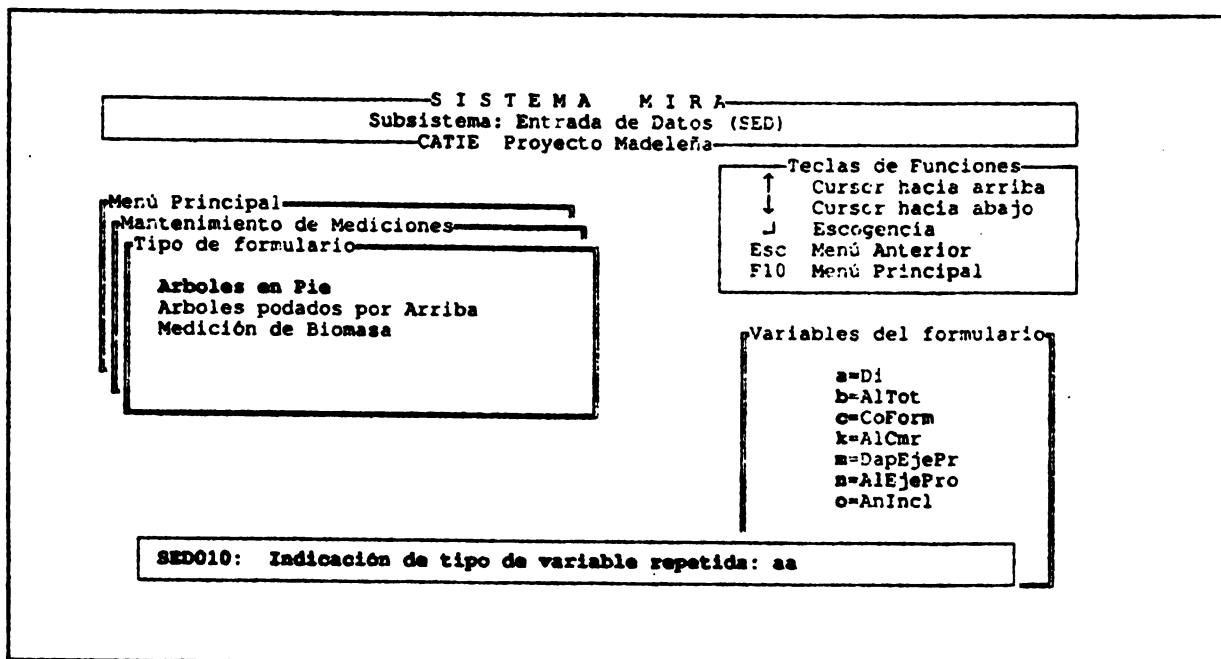 S I S T E M A M I R A
Subsistema: Entrada de Datos (SED)
CATIE Proyecto Madeleña
Teclas de Funciones
↑ Cursor hacia arriba
↓ Cursor hacia abajo
┘ Escogencia
Esc Menú Anterior
F10 Menú Principal
Menú Principal
Mantenimiento de Mediciones
Tipo de formulario
Arboles en Pie
Arboles podados por Arriba
Medición de Biomasa
Variables del formulario
a=Di
b=AlTot
c=CoForm
k=AlCmr
m=DapEjePr
n=AlEjePro
o=AnIncl
SED010: Indicación de tipo de variable repetida: aa